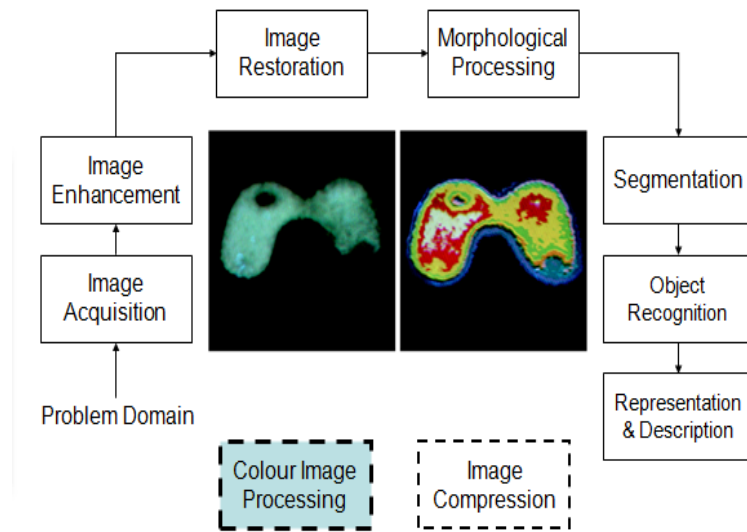 Problem Domain
Image
Acquisition
Image
Enhancement
Image
Restoration
Morphological
Processing
Segmentation
Object
Recognition
Representation
& Description
Colour Image
Processing
Image
Compression